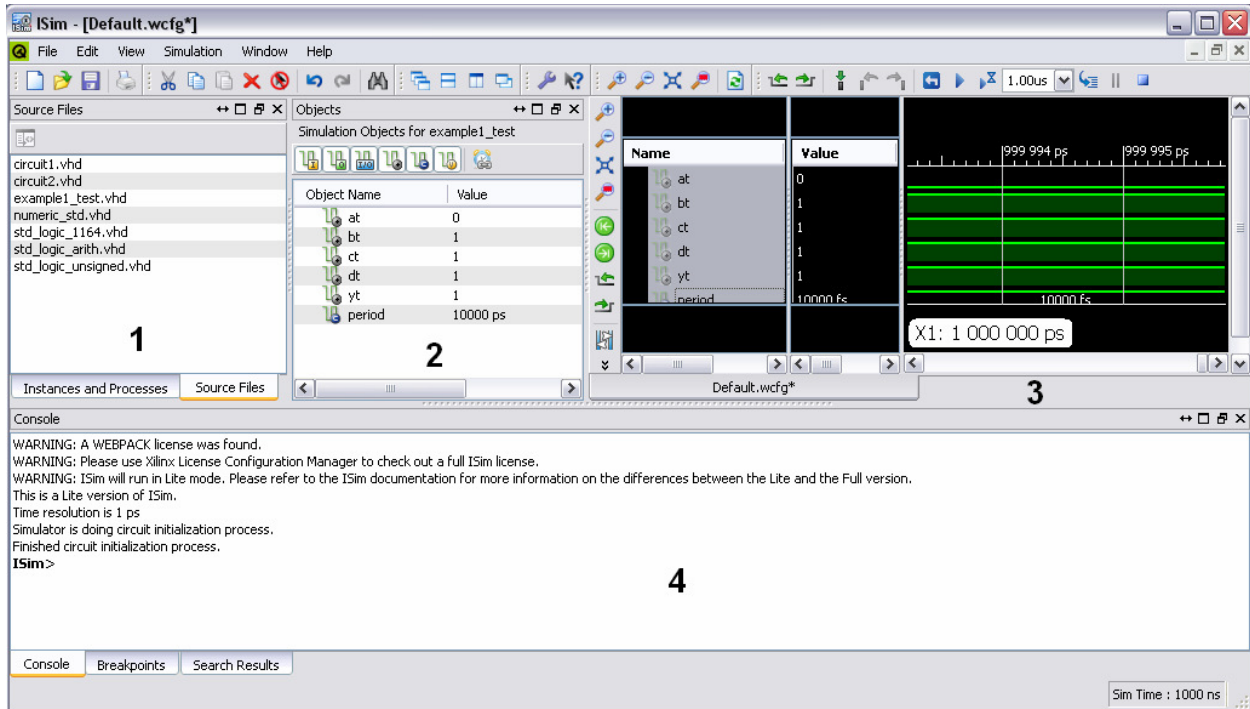 ISim - [Default.wcfg*]
File Edit View Simulation Window Help
1.00us
Source Files
circuit1.vhd
circuit2.vhd
example1_test.vhd
numeric_std.vhd
std_logic_1164.vhd
std_logic_arith.vhd
std_logic_unsigned.vhd
1
Instances and Processes Source Files
Objects
Simulation Objects for example1_test
Object Name Value
at 0
bt 1
ct 1
dt 1
yt 1
period 10000 ps
2
Name Value
999 994 ps 999 995 ps
at 0
bt 1
ct 1
dt 1
yt 1
period 10000 fs 10000 fs
X1: 1 000 000 ps
Default.wcfg*
3
Console
WARNING: A WEBPACK license was found.
WARNING: Please use Xilinx License Configuration Manager to check out a full ISim license.
WARNING: ISim will run in Lite mode. Please refer to the ISim documentation for more information on the differences between the Lite and the Full version.
This is a Lite version of ISim.
Time resolution is 1 ps
Simulator is doing circuit initialization process.
Finished circuit initialization process.
ISim>
4
Console Breakpoints Search Results
Sim Time : 1000 ns